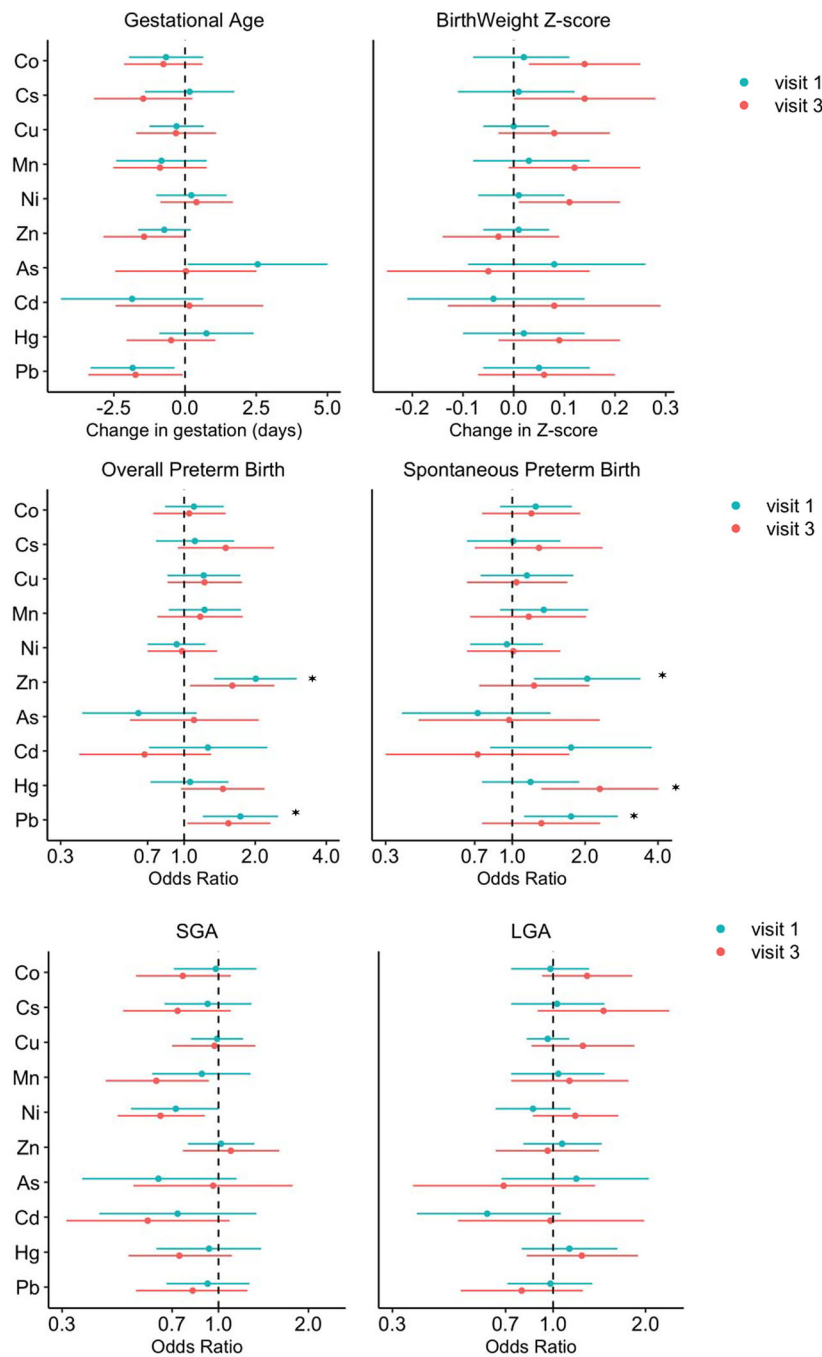 Gestational Age BirthWeight Z-score
Co
Cs
Cu
Mn
Ni
Zn
As
Cd
Hg
Pb
visit 1
visit 3
-2.5 0.0 2.5 5.0 -0.2 -0.1 0.0 0.1 0.2 0.3
Change in gestation (days) Change in Z-score
Overall Preterm Birth Spontaneous Preterm Birth
Co
Cs
Cu
Mn
Ni
Zn * *
As
Cd
Hg *
Pb * *
visit 1
visit 3
0.3 0.7 1.0 2.0 4.0 0.3 0.7 1.0 2.0 4.0
Odds Ratio Odds Ratio
SGA LGA
Co
Cs
Cu
Mn
Ni
Zn
As
Cd
Hg
Pb
visit 1
visit 3
0.3 0.7 1.0 2.0 0.3 0.7 1.0 2.0
Odds Ratio Odds Ratio